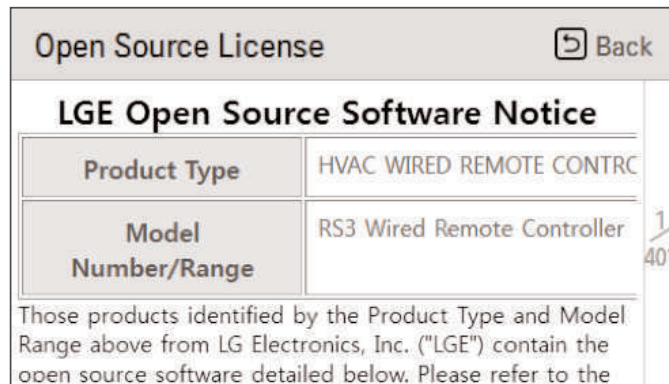 Open Source License
Back
LGE Open Source Software Notice
Product Type
HVAC WIRED REMOTE CONTRC
Model
Number/Range
RS3 Wired Remote Controller
1
Those products identified by the Product Type and Model
Range above from LG Electronics, Inc. ("LGE") contain the
open source software detailed below. Please refer to the